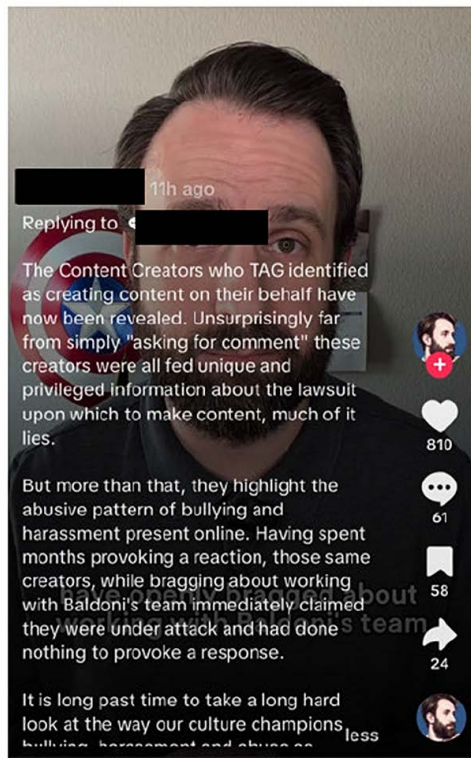 11h ago
Replying to
The Content Creators who TAG identified
as creating content on their behalf have
now been revealed. Unsurprisingly far
from simply "asking for comment" these
creators were all fed unique and
privileged information about the lawsuit
upon which to make content, much of it
lies.
810
But more than that, they highlight the
abusive pattern of bullying and
harassment present online. Having spent
months provoking a reaction, those same
creators, while bragging about working
with Baldoni's team immediately claimed
they were under attack and had done
nothing to provoke a response.
61
have openly bragged about
working with Baldoni's team
58
24
It is long past time to take a long hard
look at the way our culture champions
less
bullying, harassment and abuse as